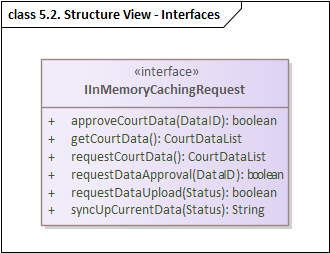 class 5.2. Structure View - Interfaces
«interface»
IInMemoryCachingRequest
+ approveCourtData(DataID): boolean
+ getCourtData(): CourtDataList
+ requestCourtData(): CourtDataList
+ requestDataApproval(DataID): boolean
+ requestDataUpload(Status): boolean
+ syncUpCurrentData(Status): String